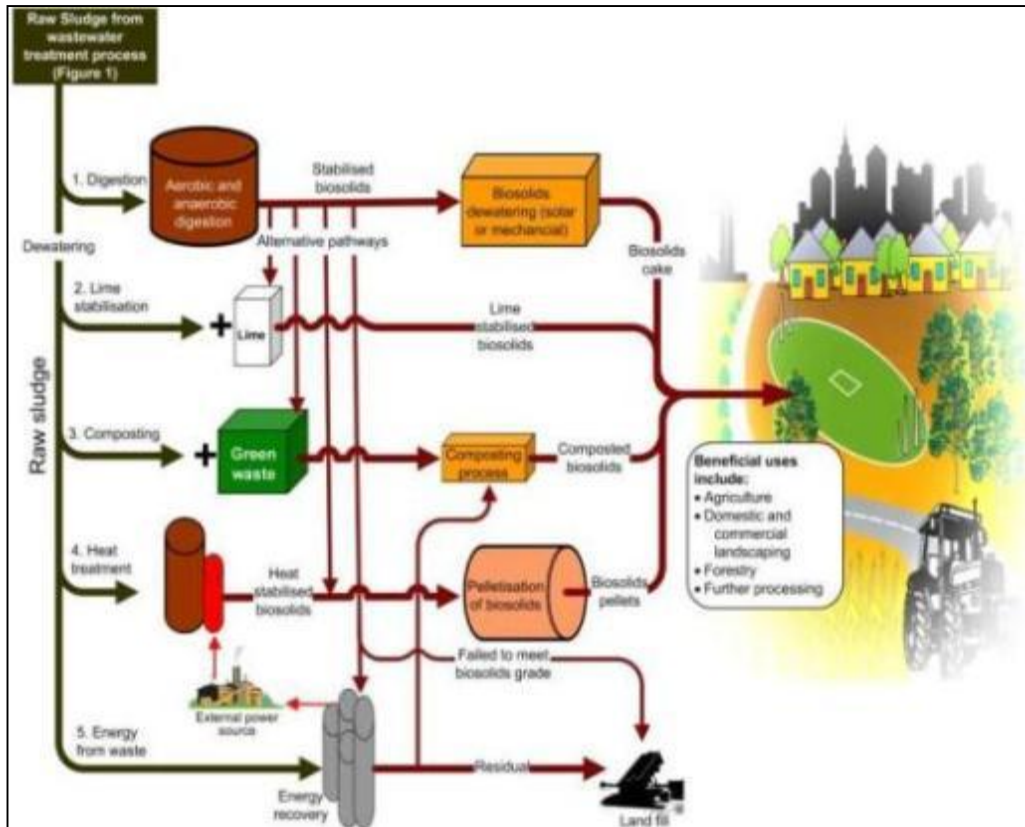 Raw Sludge from
wastewater
treatment process
(Figure 1)
1. Digestion
Aerobic and
anaerobic
digestion
Stabilised
biosolids
Biosolids
dewatering (solar
or mechancial)
Alternative pathways
Biosolids
cake
Dewatering
2. Lime
stabilisation
+
Lime
Lime
stabilised
biosolids
Raw sludge
3. Composting
+
Green
waste
Composting
process
Composted
biosolids
4. Heat
treatment
Heat
stabilised
biosolids
Pelletisation
of biosolids
Biosolids
pellets
Beneficial uses
include:
• Agriculture
• Domestic and
commercial
landscaping
• Forestry
• Further processing
Failed to meet
biosolids grade
External power
source
5. Energy
from waste
Energy
recovery
Residual
Land fill